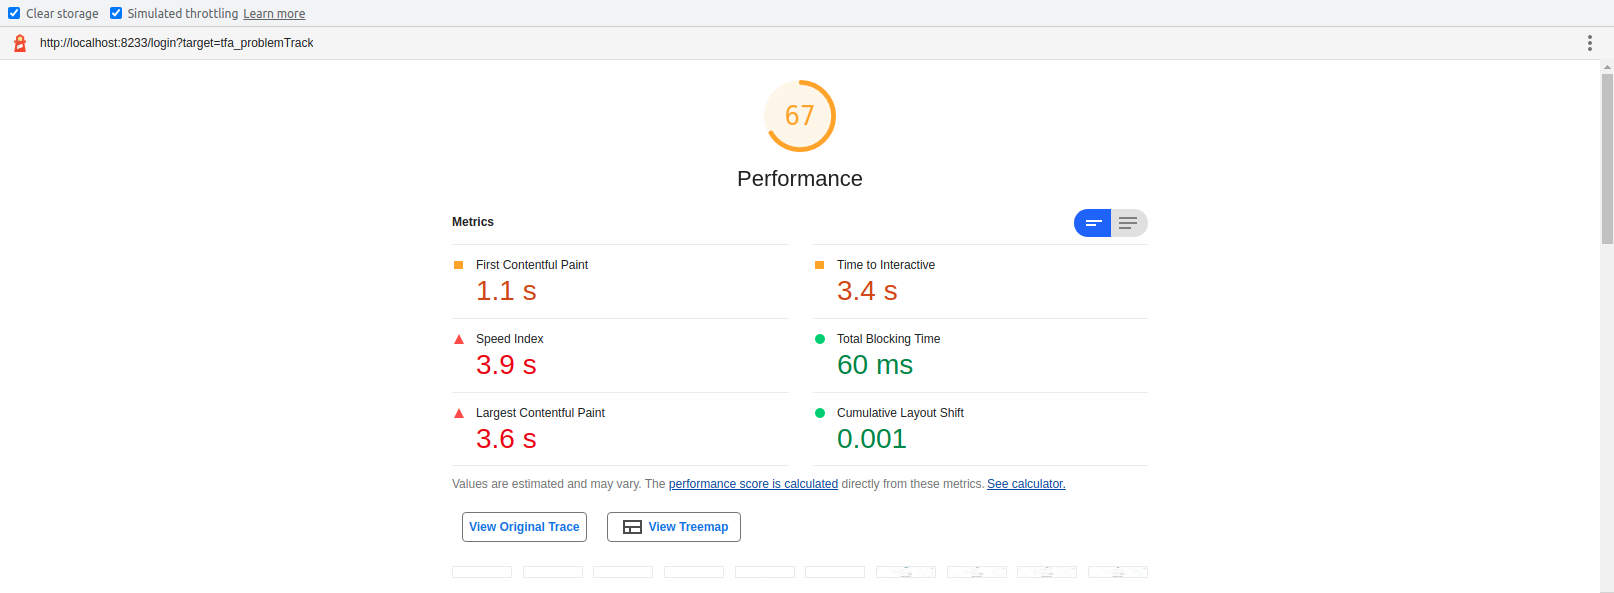 Clear storage Simulated throttling Learn more
http://localhost:8233/login?target=tfa_problemTrack
67
Performance
Metrics
First Contentful Paint
1.1 s
Time to Interactive
3.4 s
Speed Index
3.9 s
Total Blocking Time
60 ms
Largest Contentful Paint
3.6 s
Cumulative Layout Shift
0.001
Values are estimated and may vary. The performance score is calculated directly from these metrics. See calculator.
View Original Trace
View Treemap